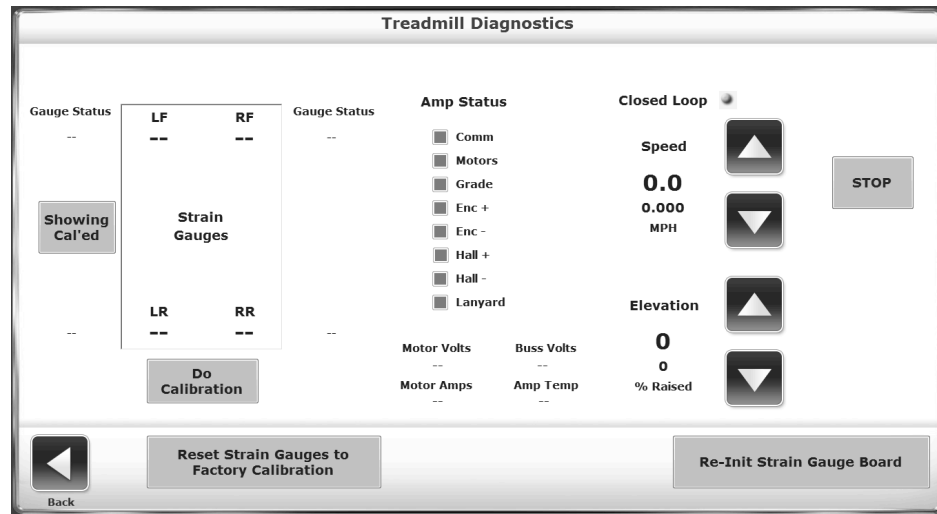 Treadmill Diagnostics
Gauge Status
--
LF RF
-- --
Gauge Status
--
Showing
Cal'ed
Strain
Gauges
LR RR
-- --
--
--
Do
Calibration
Amp Status
Comm
Motors
Grade
Enc +
Enc -
Hall +
Hall -
Lanyard
Motor Volts Buss Volts
-- --
Motor Amps Amp Temp
-- --
Closed Loop
Speed
0.0
0.000
MPH
Elevation
0
0
% Raised
STOP
Back
Reset Strain Gauges to
Factory Calibration
Re-Init Strain Gauge Board